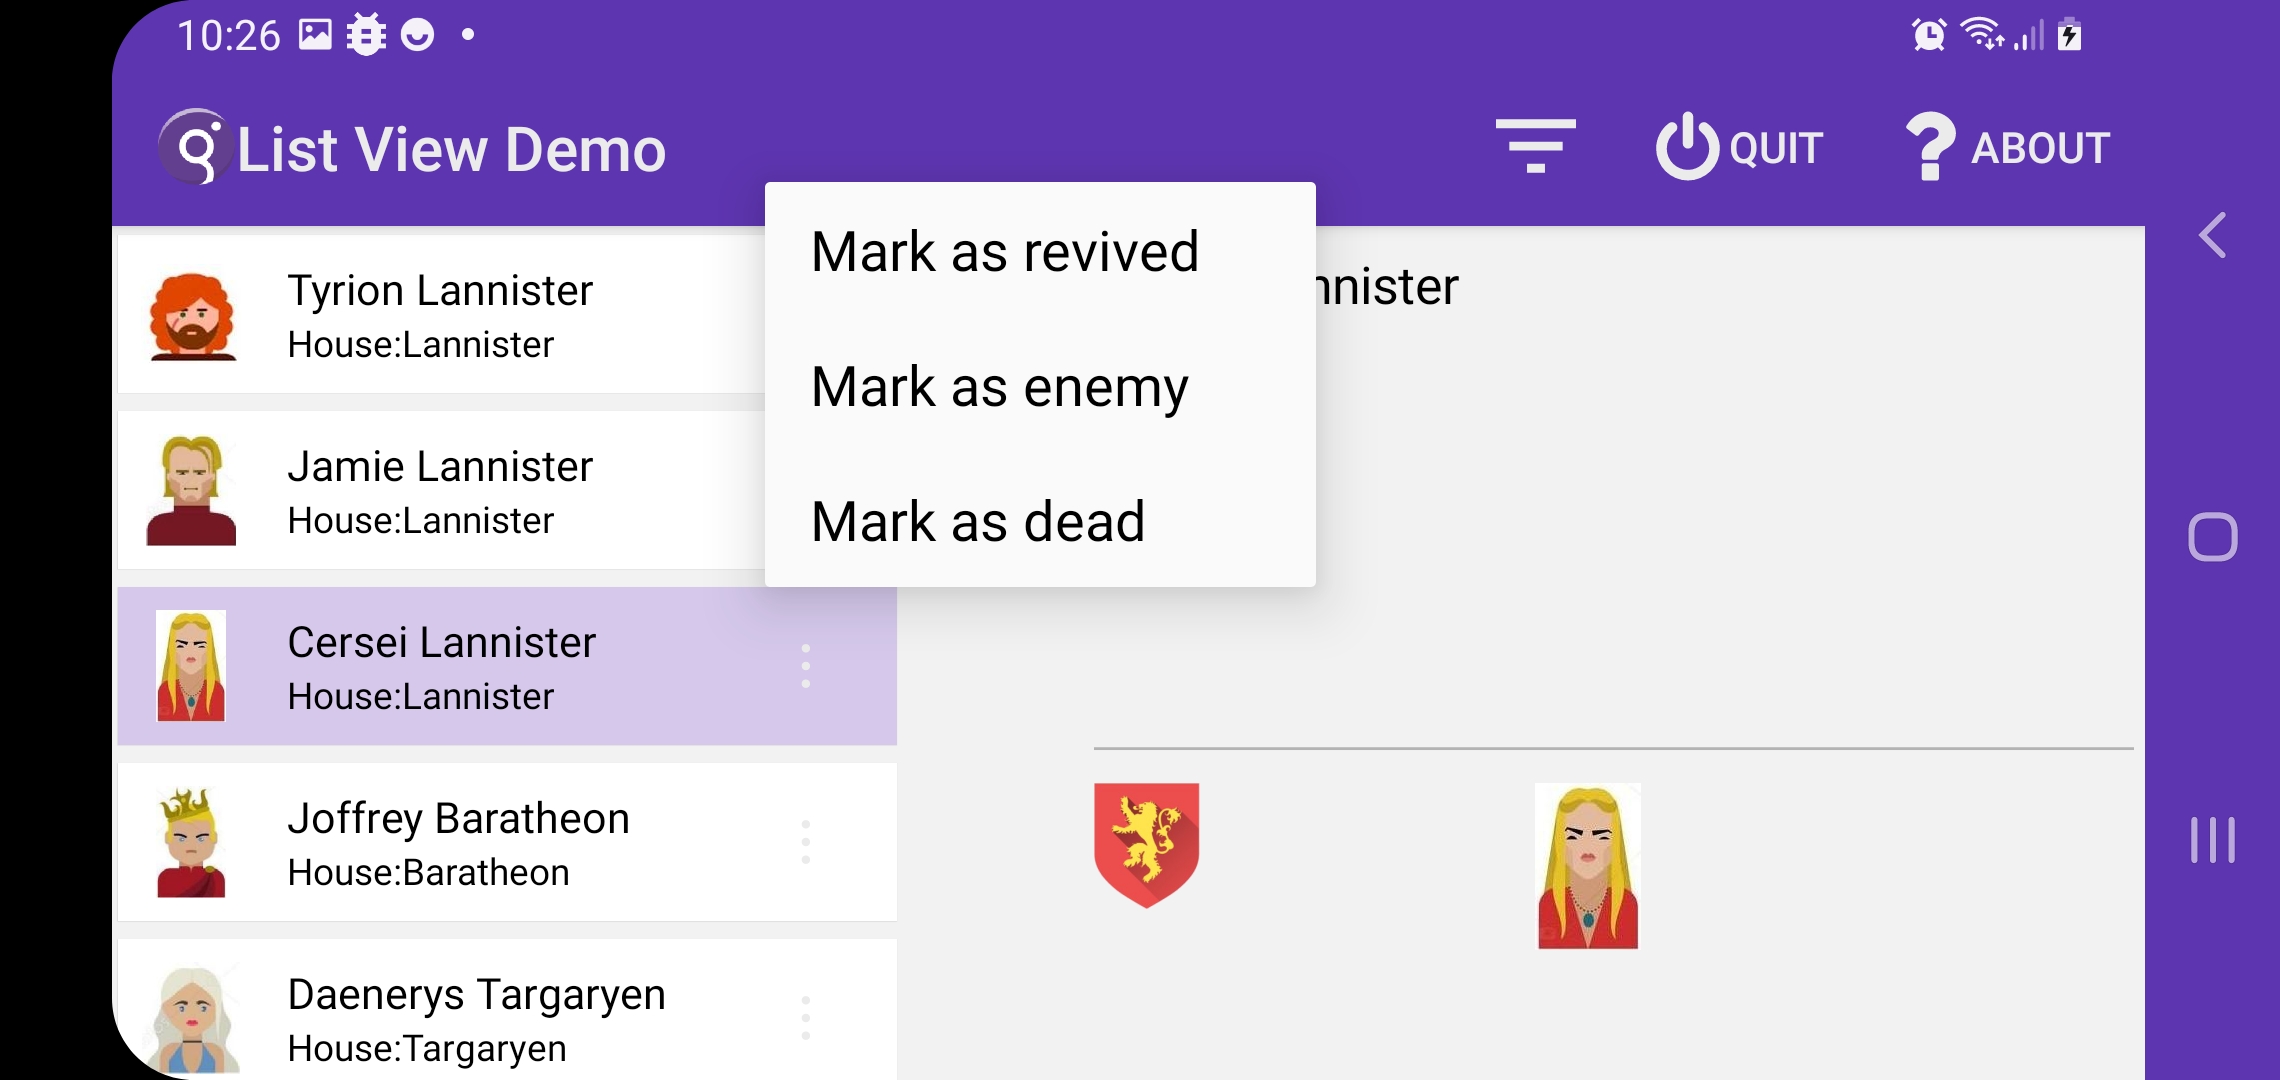 10:26
List View Demo
QUIT
ABOUT
Mark as revived
Mark as enemy
Mark as dead
Tyrion Lannister
House:Lannister
Jamie Lannister
House:Lannister
Cersei Lannister
House:Lannister
Joffrey Baratheon
House:Baratheon
Daenerys Targaryen
House:Targaryen
nnister